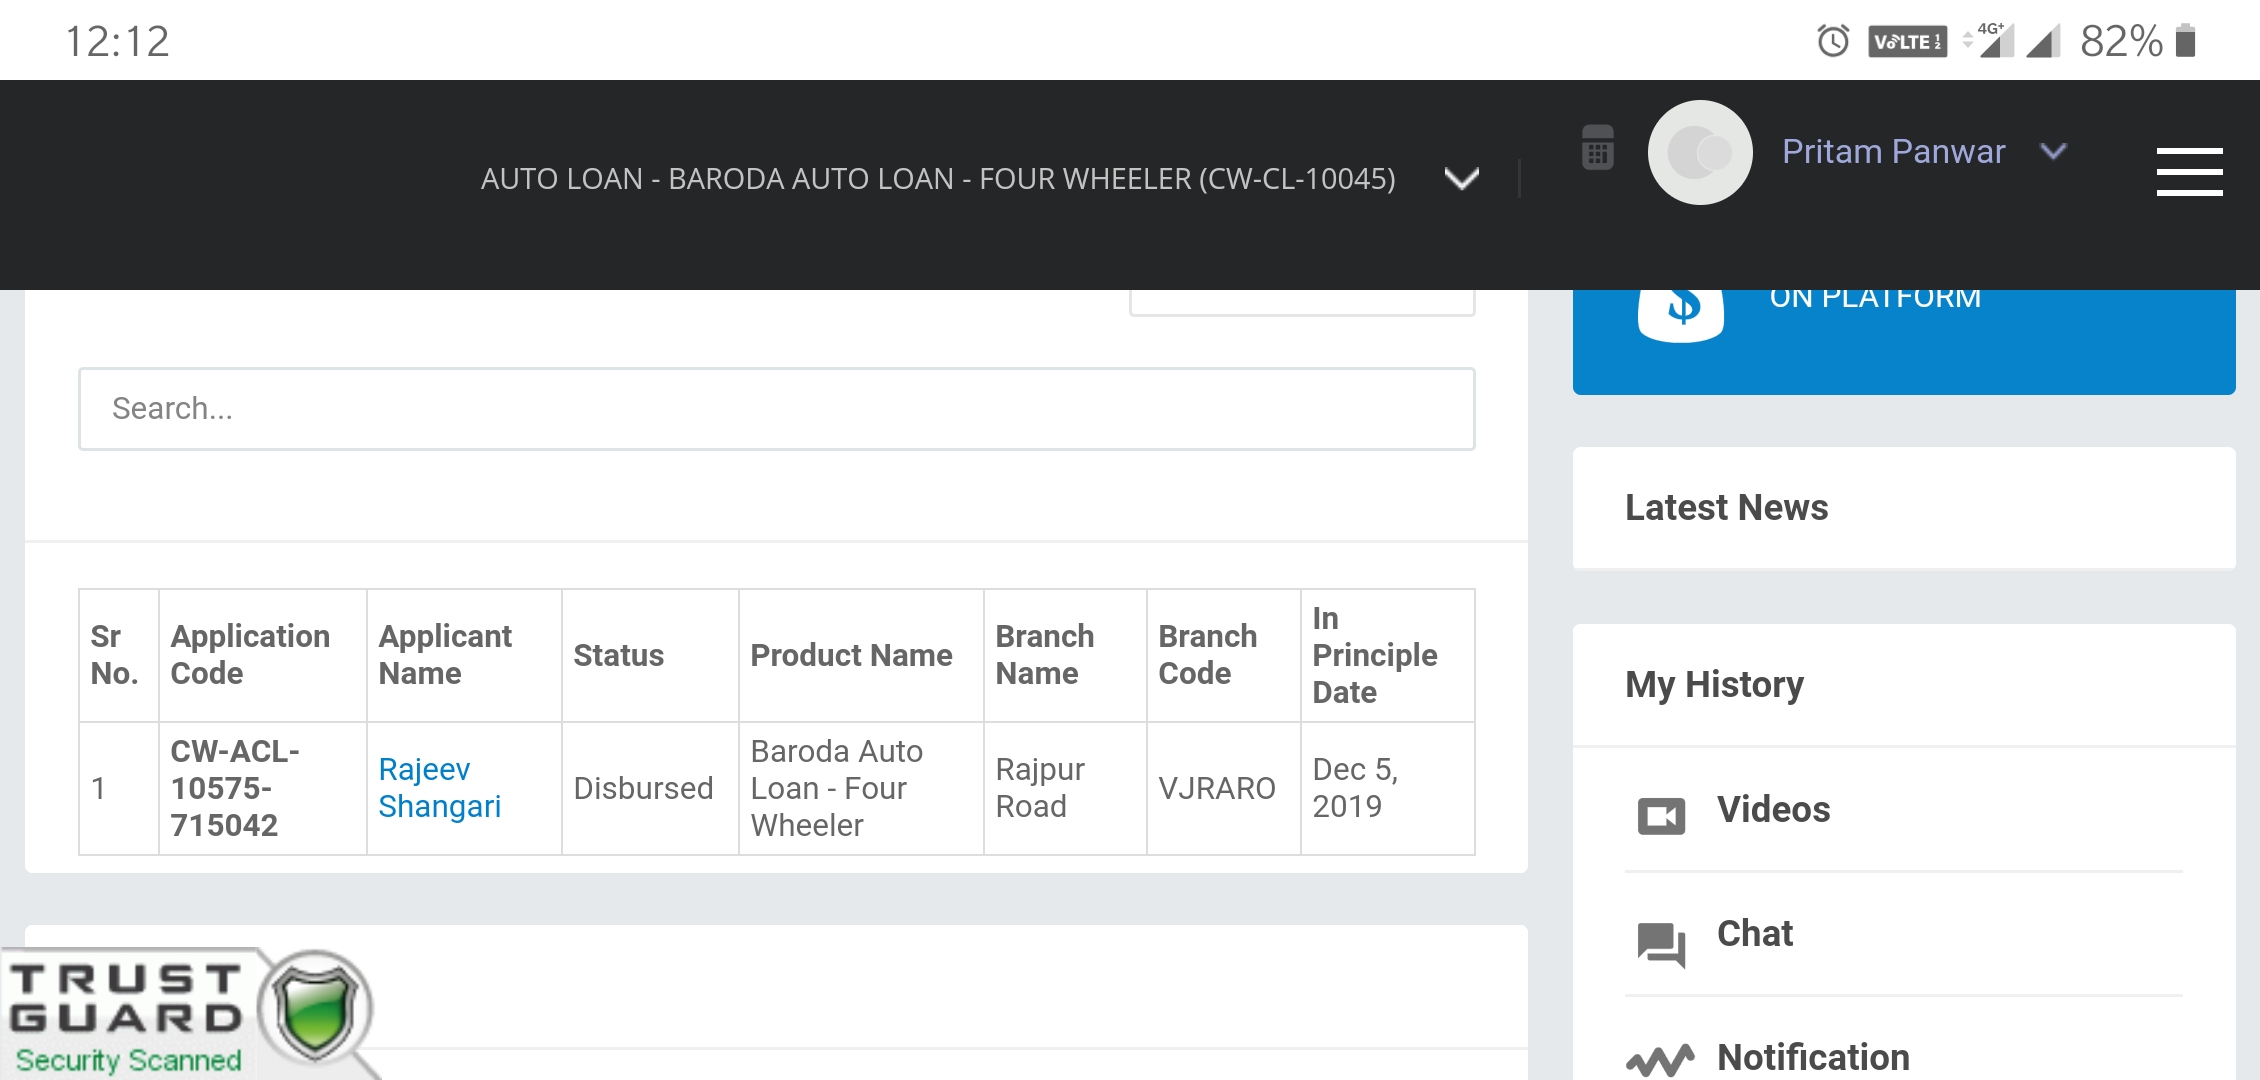 12:12
VoLTE 1 2 4G+ 82%
AUTO LOAN - BARODA AUTO LOAN - FOUR WHEELER (CW-CL-10045)
Pritam Panwar
$ ON PLATFORM
Search...
Latest News
My History
Videos
Chat
Notification
Sr No. Application Code Applicant Name Status Product Name Branch Name Branch Code In Principle Date
1 CW-ACL-10575-715042 Rajeev Shangari Disbursed Baroda Auto Loan - Four Wheeler Rajpur Road VJRARO Dec 5, 2019
TRUST
GUARD
Security Scanned